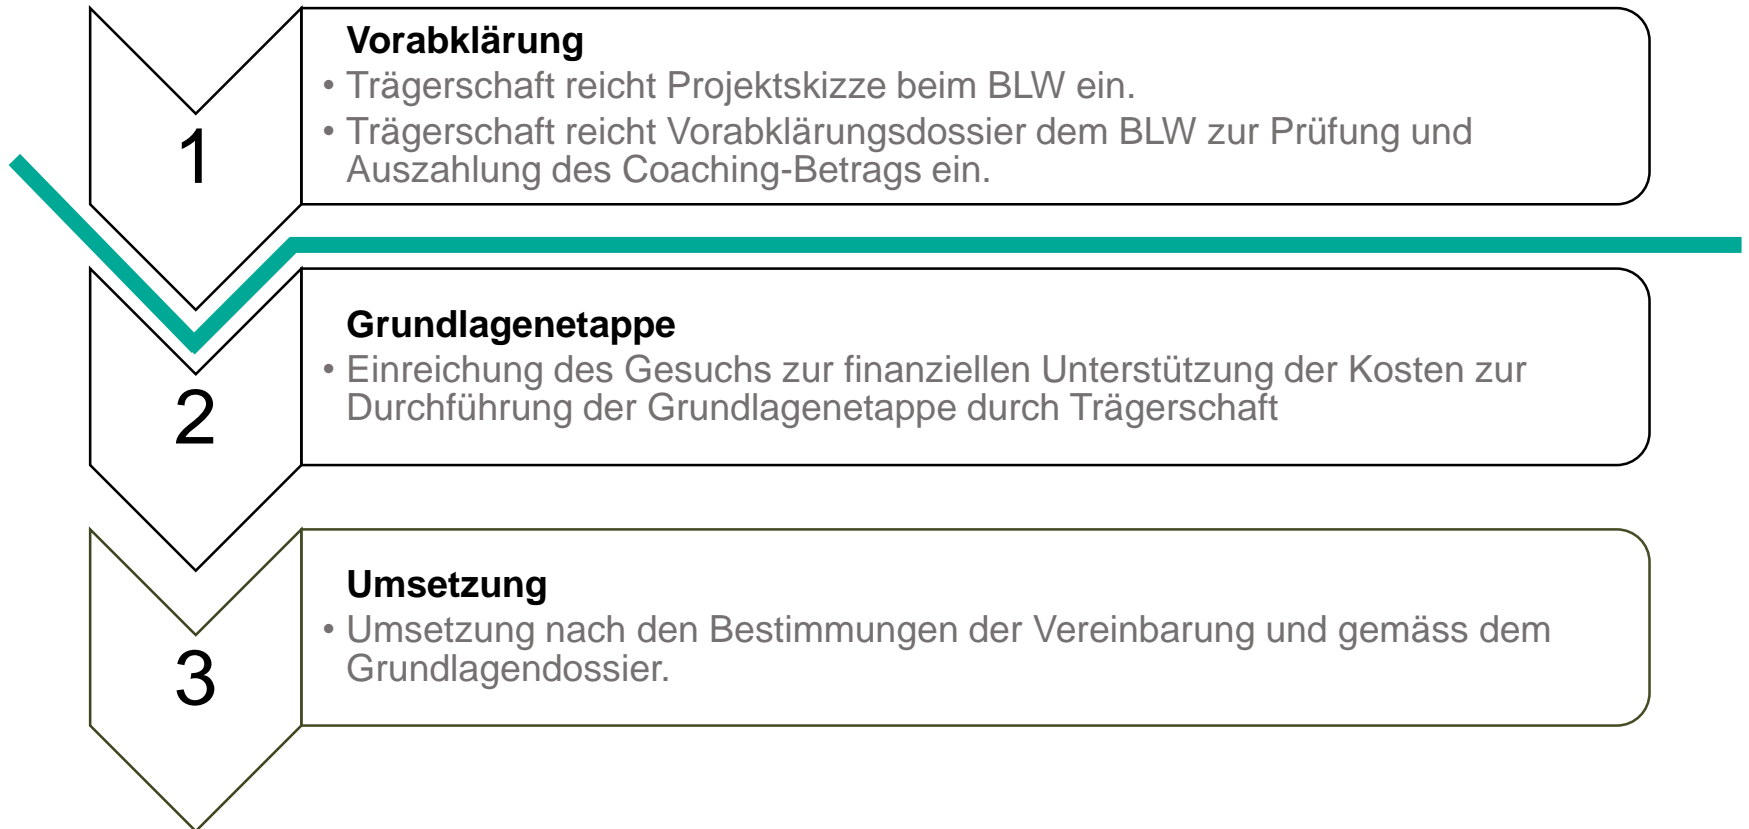 1
Vorabklärung
• Trägerschaft reicht Projektskizze beim BLW ein.
• Trägerschaft reicht Vorabklärungsdossier dem BLW zur Prüfung und
Auszahlung des Coaching-Betrags ein.
2
Grundlagenetappe
• Einreichung des Gesuchs zur finanziellen Unterstützung der Kosten zur
Durchführung der Grundlagenetappe durch Trägerschaft
3
Umsetzung
• Umsetzung nach den Bestimmungen der Vereinbarung und gemäss dem
Grundlagendossier.